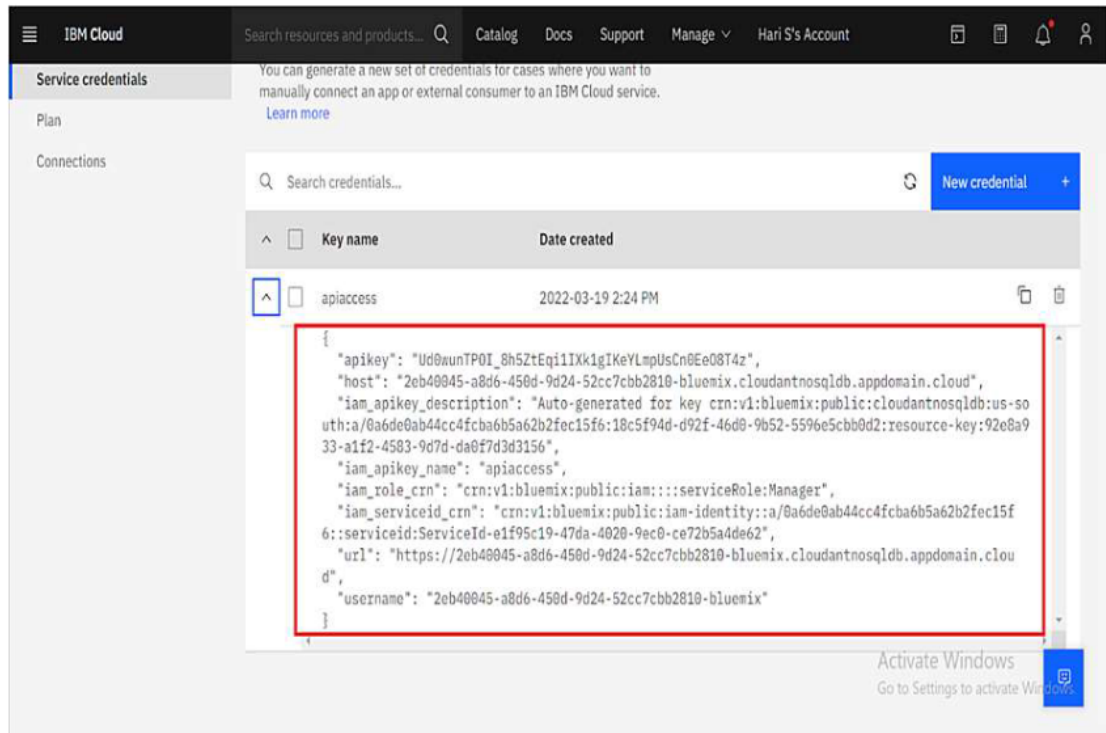 IBM Cloud
Search resources and products...
Catalog
Docs
Support
Manage
Hari S's Account
Service credentials
Plan
Connections
You can generate a new set of credentials for cases where you want to
manually connect an app or external consumer to an IBM Cloud service.
Learn more
Search credentials...
New credential +
Key name
Date created
apiaccess
2022-03-19 2:24 PM
{
"apikey": "Ud0wunTP0I_8h5ZtEqi1IXk1gIKeYLmpUsCn0EeO8T4z",
"host": "2eb40045-a8d6-450d-9d24-52cc7cbb2810-bluemix.cloudantnosqldb.appdomain.cloud",
"iam_apikey_description": "Auto-generated for key crn:v1:bluemix:public:cloudantnosqldb:us-so
uth:a/0a6de0ab44cc4fcba6b5a62b2fec15f6:18c5f94d-d92f-46d0-9b52-5596e5cbb0d2:resource-key:92e8a9
33-a1f2-4583-9d7d-da0f7d3d3156",
"iam_apikey_name": "apiaccess",
"iam_role_crn": "crn:v1:bluemix:public:iam::::serviceRole:Manager",
"iam_serviceid_crn": "crn:v1:bluemix:public:iam-identity::a/0a6de0ab44cc4fcba6b5a62b2fec15f
6::serviceid:ServiceId-e1f95c19-47da-4020-9ec0-ce72b5a4de62",
"url": "https://2eb40045-a8d6-450d-9d24-52cc7cbb2810-bluemix.cloudantnosqldb.appdomain.clou
d",
"username": "2eb40045-a8d6-450d-9d24-52cc7cbb2810-bluemix"
}
Activate Windows
Go to Settings to activate Windows.